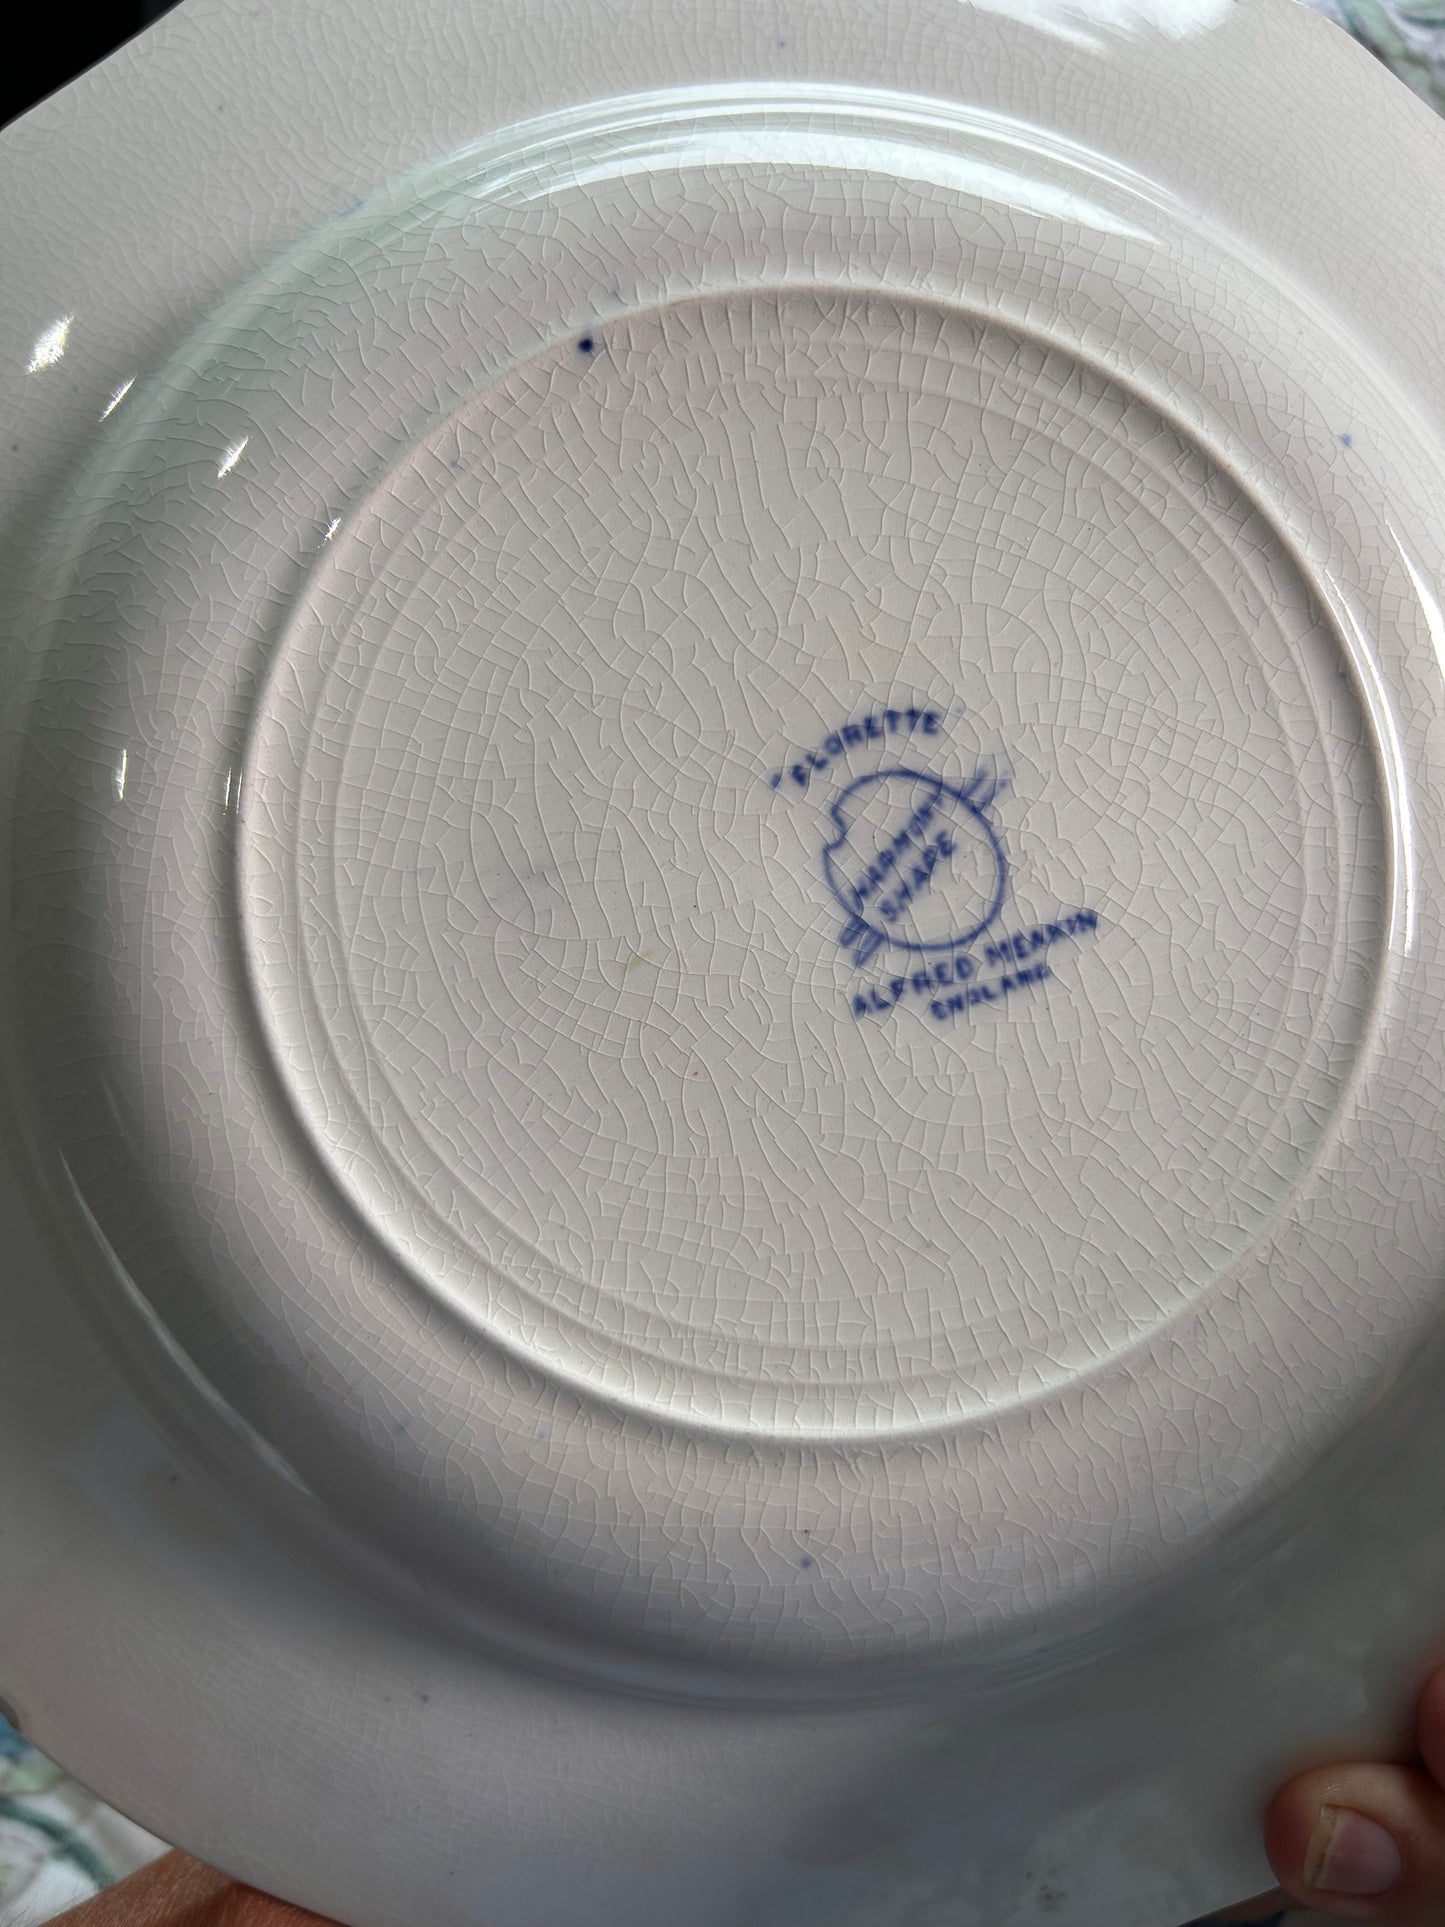 "FLORETTE"
HARMONY
SHAPE
ALFRED MEAKIN
ENGLAND